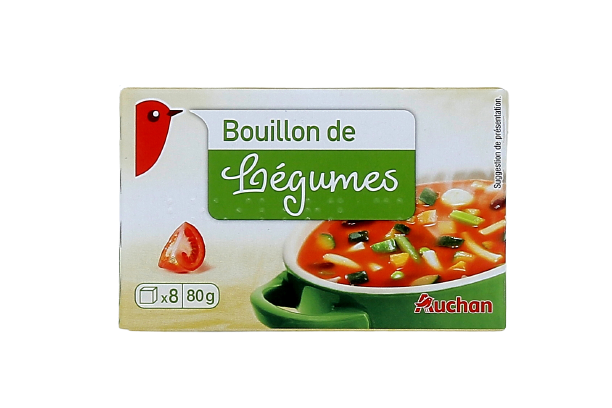 Bouillon de
Légumes
Suggestion de présentation.
x8 80g
Auchan